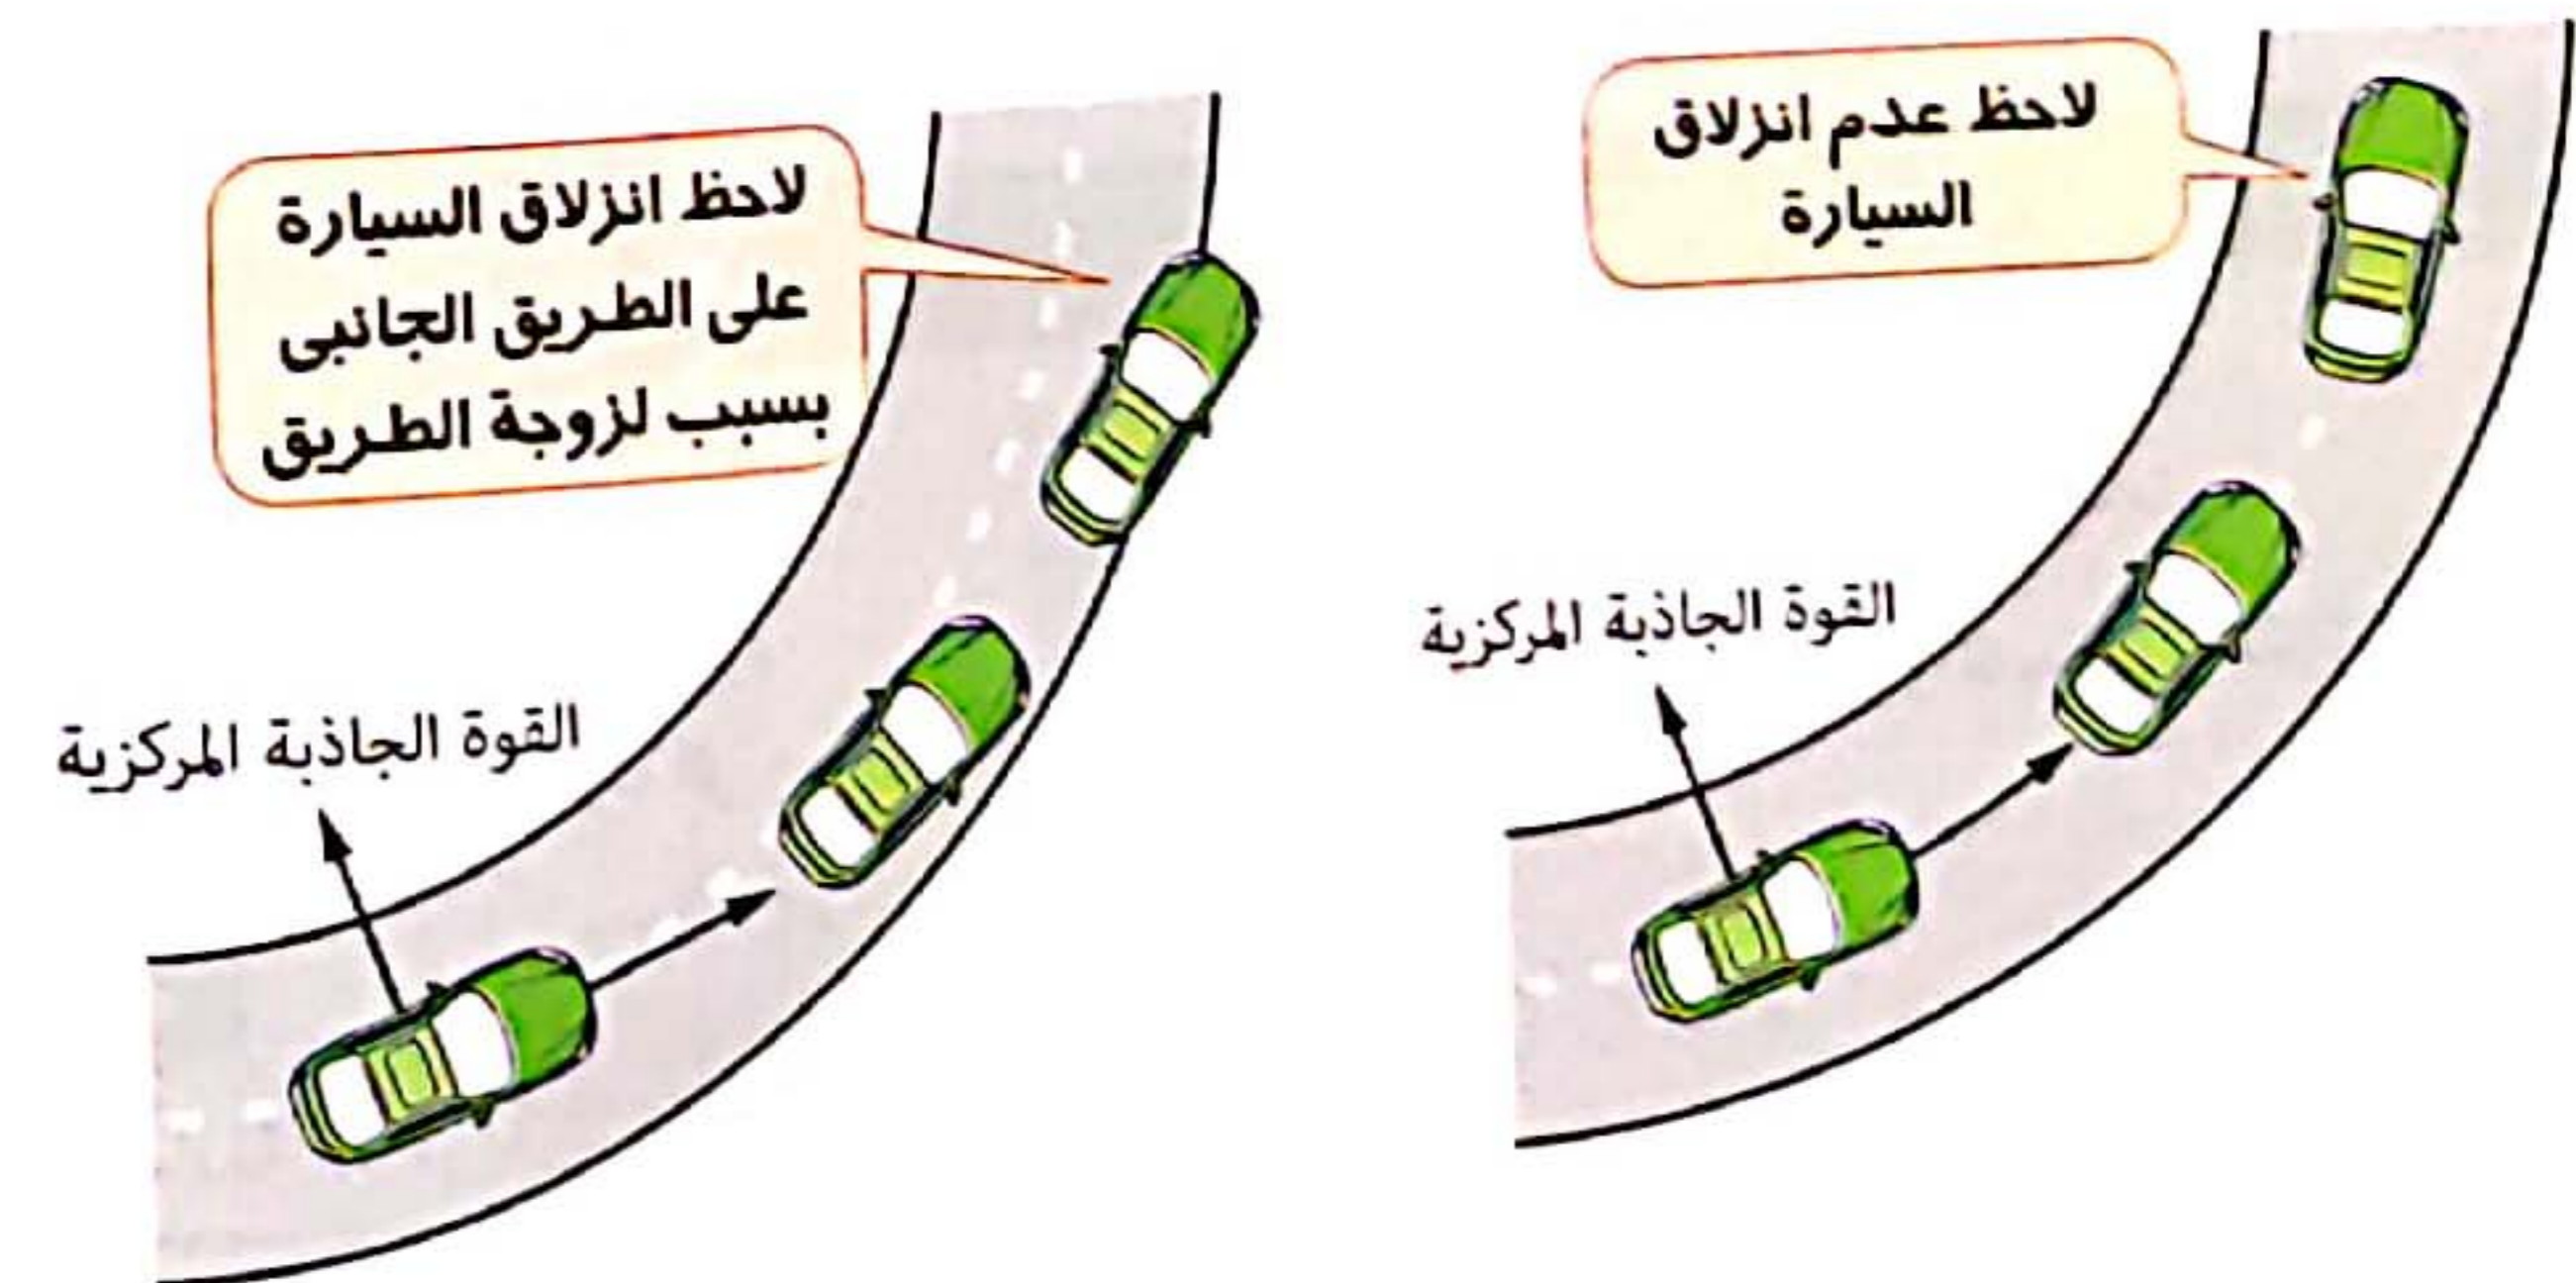 لاحظ عدم انزلاق
السيارة
القوة الجاذبة المركزية
لاحظ انزلاق السيارة
على الطريق الجانبى
بسبب لزوجة الطريق
القوة الجاذبة المركزية